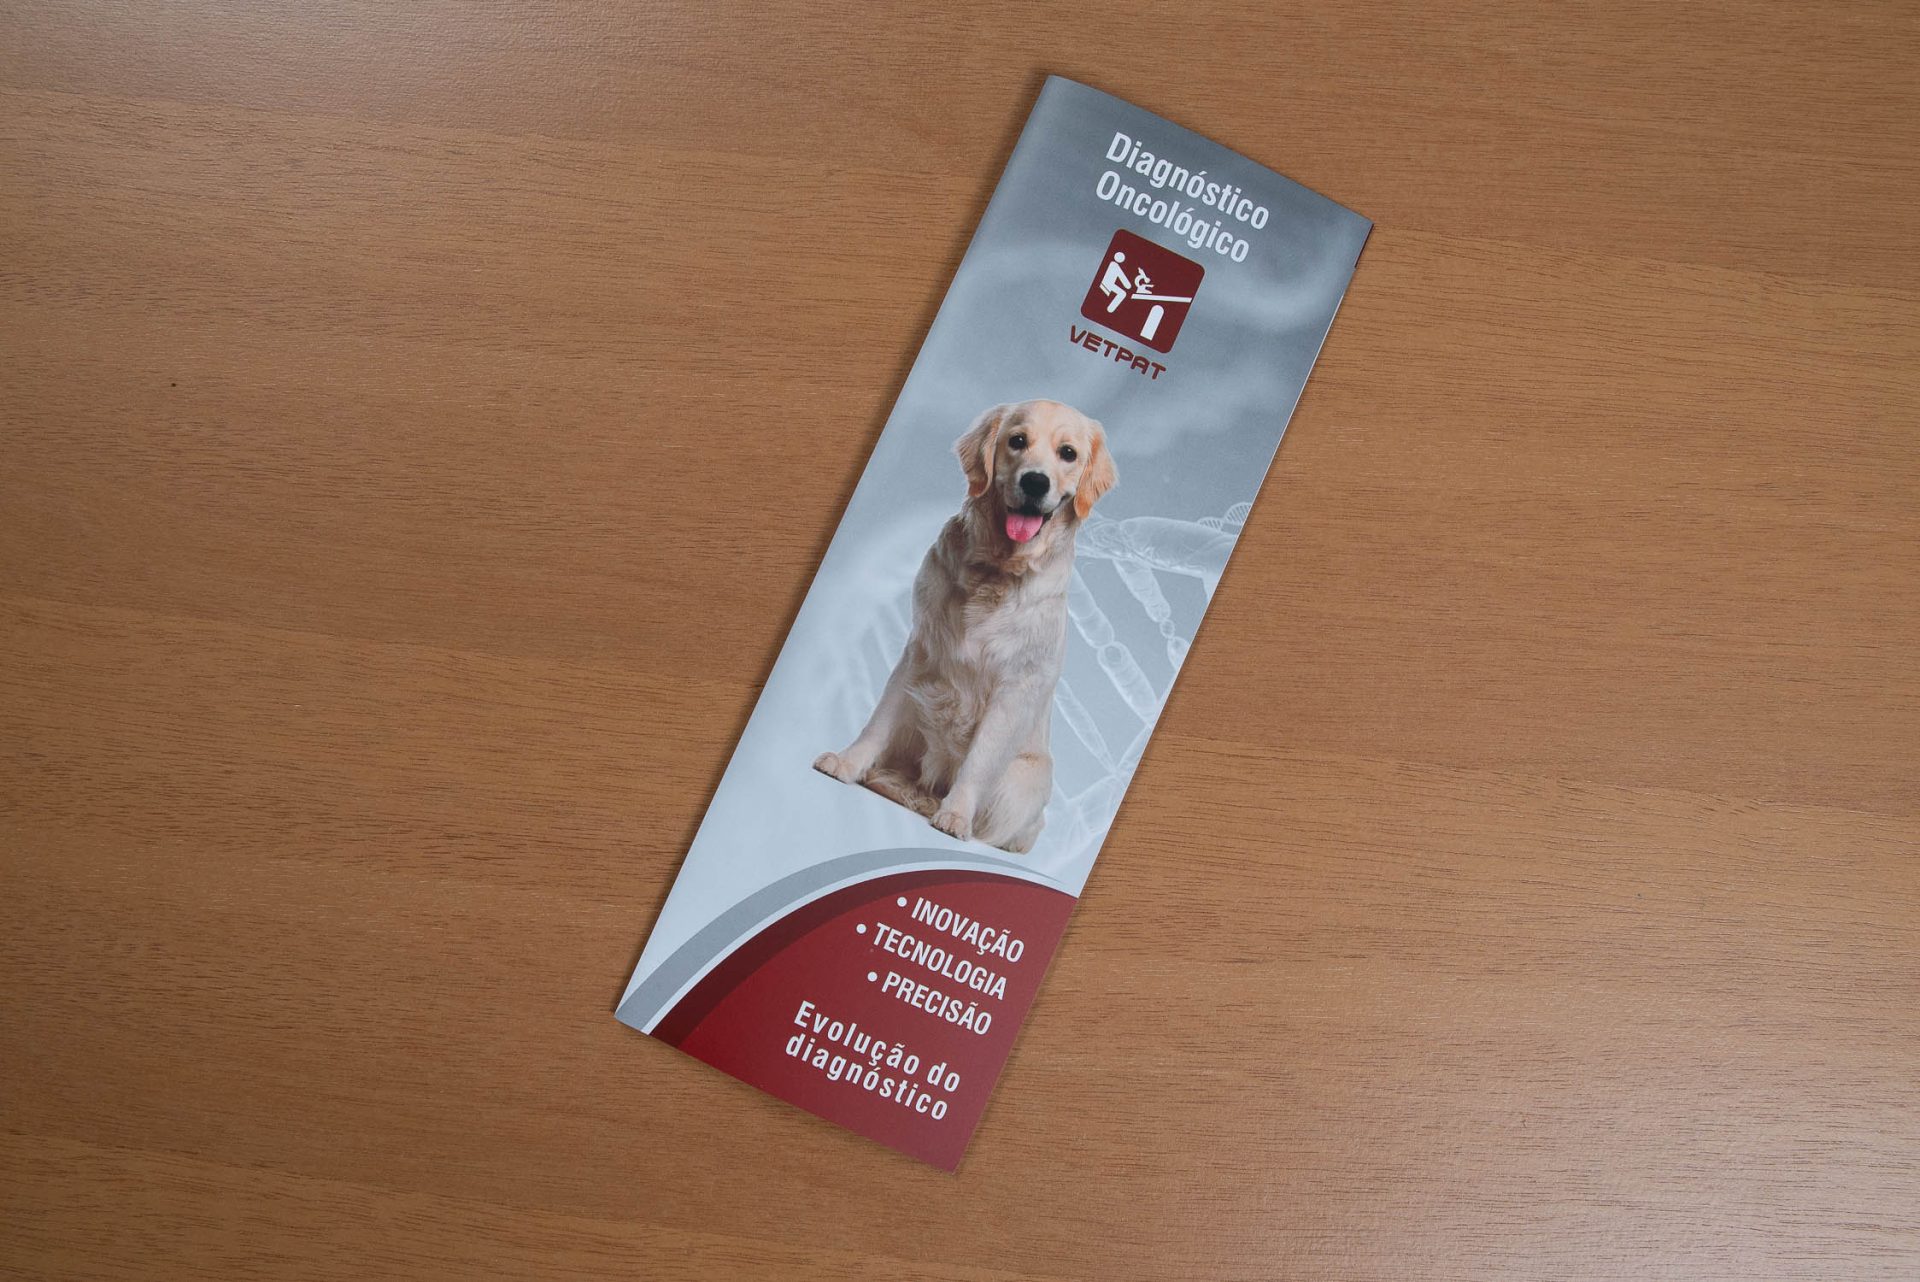 Diagnóstico
Oncológico
VETPAT
• INOVAÇÃO
• TECNOLOGIA
• PRECISÃO
Evolução do
diagnóstico